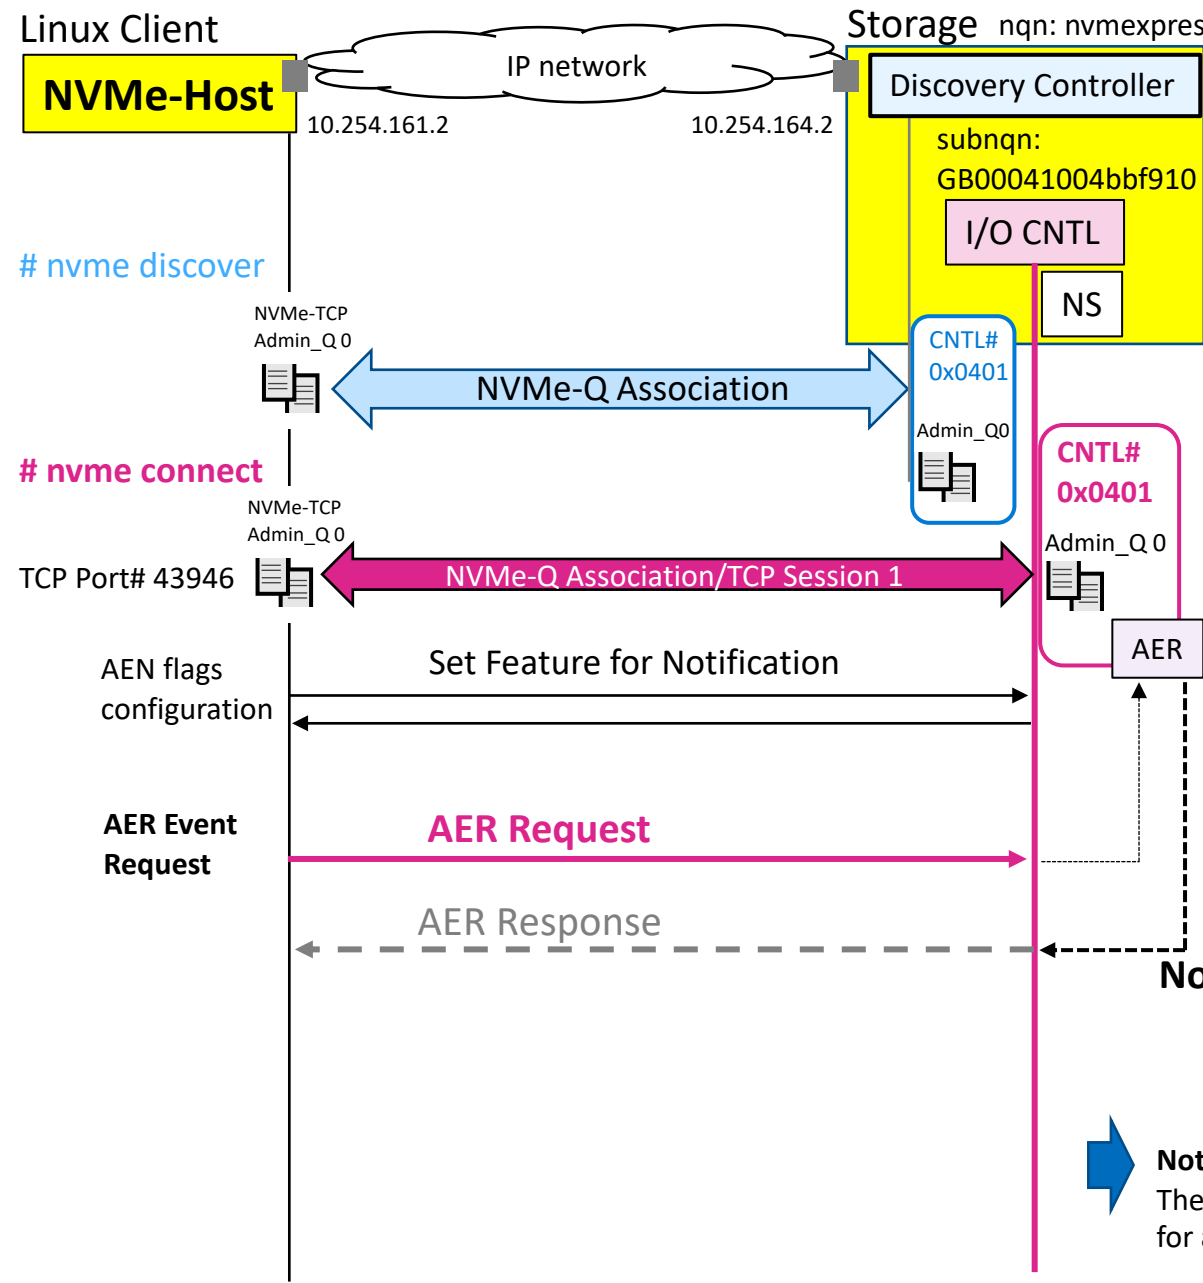 Linux Client
Storage nqn:
NVMe-Host
IP network
Discovery Controller
10.254.161.2
10.254.164.2
subnqn:
GB00041004bbf910
I/O CNTL
# nvme discover
NS
NVMe-TCP
Admin_Q 0
CNTL#
0x0401
NVMe-Q Association
Admin_Q0
# nvme connect
CNTL#
0x0401
NVMe-TCP
Admin_Q 0
Admin_Q 0
TCP Port# 43946
NVMe-Q Association/TCP Session 1
AER
AEN flags
configuration
Set Feature for Notification
AER Event
Request
AER Request
AER Response
The
for